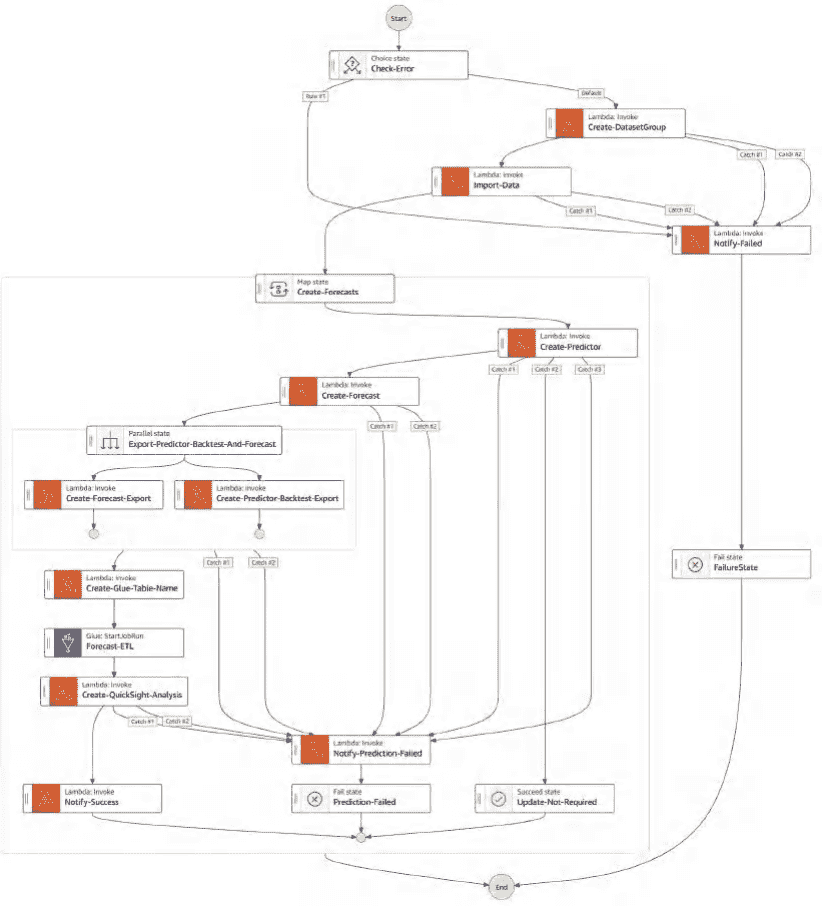 Start
Choice state
Check-Error
Rule #1
Default
Lambda: Invoke
Create-DatasetGroup
Catch #1
Catch #2
Lambda: Invoke
Import-Data
Catch #1
Catch #2
Lambda: Invoke
Notify-Failed
Map state
Create-Forecasts
Lambda: Invoke
Create-Predictor
Catch #1
Catch #2
Catch #3
Lambda: Invoke
Create-Forecast
Catch #1
Catch #2
Parallel state
Export-Predictor-Backtest-And-Forecast
Lambda: Invoke
Create-Forecast-Export
Lambda: Invoke
Create-Predictor-Backtest-Export
Catch #1
Catch #2
Fail state
FailureState
Lambda: Invoke
Create-Glue-Table-Name
Glue: StartJobRun
Forecast-ETL
Lambda: Invoke
Create-QuickSight-Analysis
Catch #1
Catch #2
Lambda: Invoke
Notify-Prediction-Failed
Lambda: Invoke
Notify-Success
Fail state
Prediction-Failed
Succeed state
Update-Not-Required
End